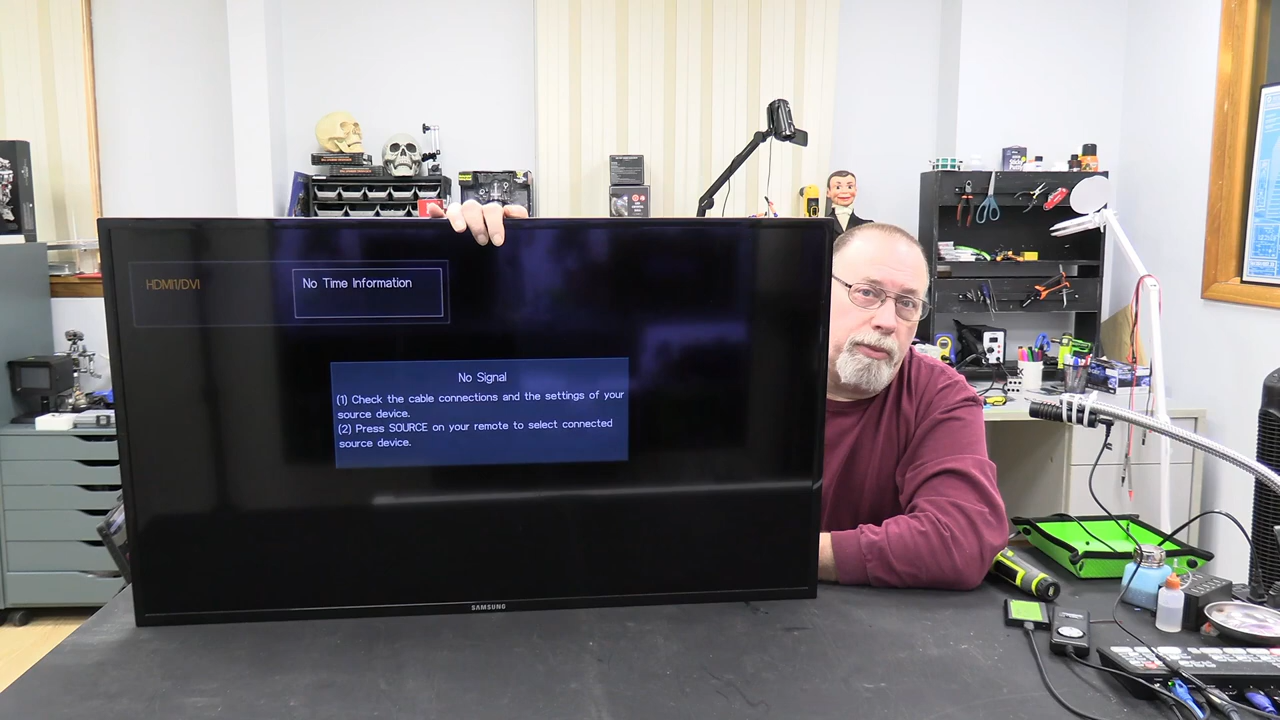 HDMI1/DVI
No Time Information
No Signal
(1) Check the cable connections and the settings of your
source device.
(2) Press SOURCE on your remote to select connected
source device.
SAMSUNG